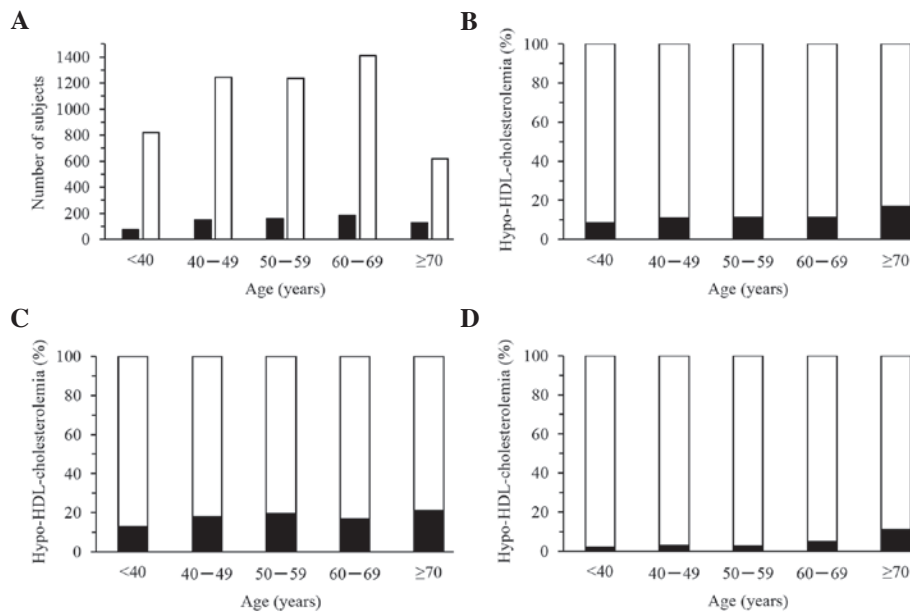 A
Number of subjects
1400
1200
1000
800
600
400
200
0
<40 40−49 50−59 60−69 ≥70
Age (years)
B
Hypo-HDL-cholesterolemia (%)
100
80
60
40
20
0
<40 40−49 50−59 60−69 ≥70
Age (years)
C
Hypo-HDL-cholesterolemia (%)
100
80
60
40
20
0
<40 40−49 50−59 60−69 ≥70
Age (years)
D
Hypo-HDL-cholesterolemia (%)
100
80
60
40
20
0
<40 40−49 50−59 60−69 ≥70
Age (years)